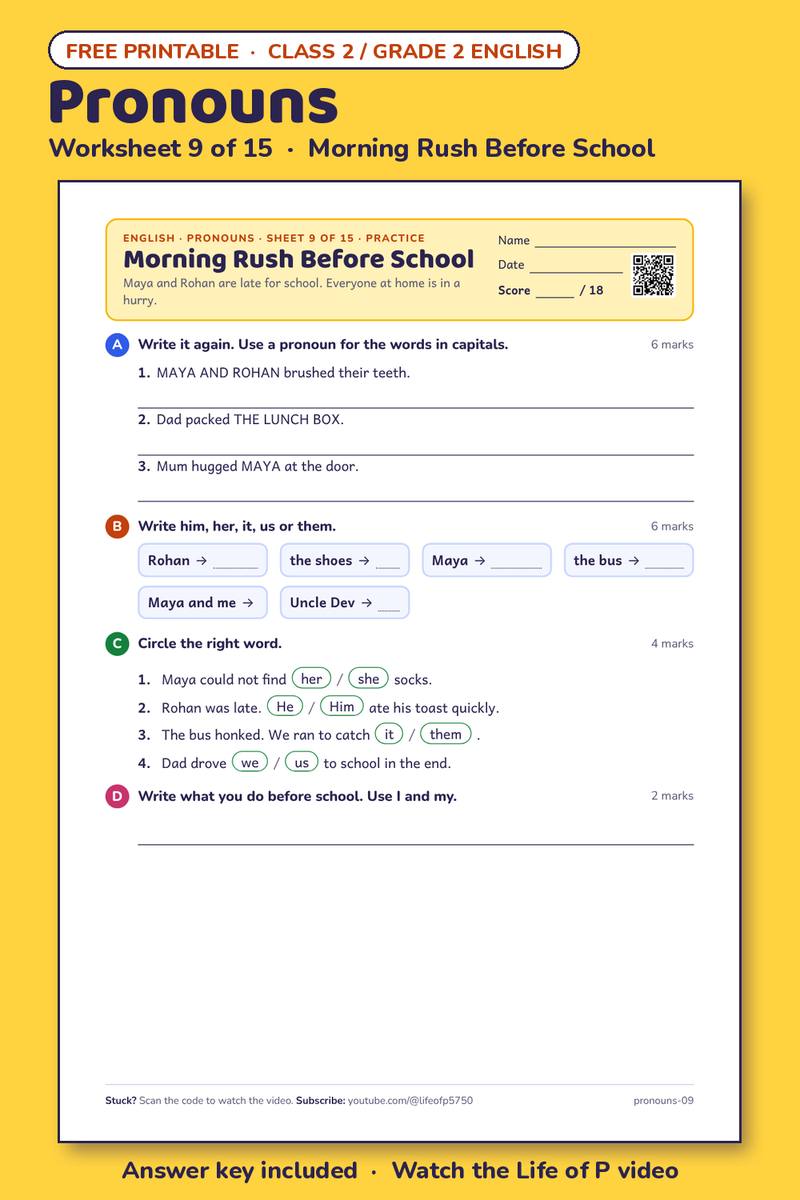 FREE PRINTABLE · CLASS 2 / GRADE 2 ENGLISH
Pronouns
Worksheet 9 of 15 · Morning Rush Before School
ENGLISH · PRONOUNS · SHEET 9 OF 15 · PRACTICE
Morning Rush Before School
Maya and Rohan are late for school. Everyone at home is in a
hurry.
Name
Date
Score / 18
A Write it again. Use a pronoun for the words in capitals. 6 marks
1. MAYA AND ROHAN brushed their teeth.
2. Dad packed THE LUNCH BOX.
3. Mum hugged MAYA at the door.
B Write him, her, it, us or them. 6 marks
Rohan → the shoes → Maya → the bus →
Maya and me → Uncle Dev →
C Circle the right word. 4 marks
1. Maya could not find her / she socks.
2. Rohan was late. He / Him ate his toast quickly.
3. The bus honked. We ran to catch it / them .
4. Dad drove we / us to school in the end.
D Write what you do before school. Use I and my. 2 marks
Stuck? Scan the code to watch the video. Subscribe: youtube.com/@lifeofp5750 pronouns-09
Answer key included · Watch the Life of P video